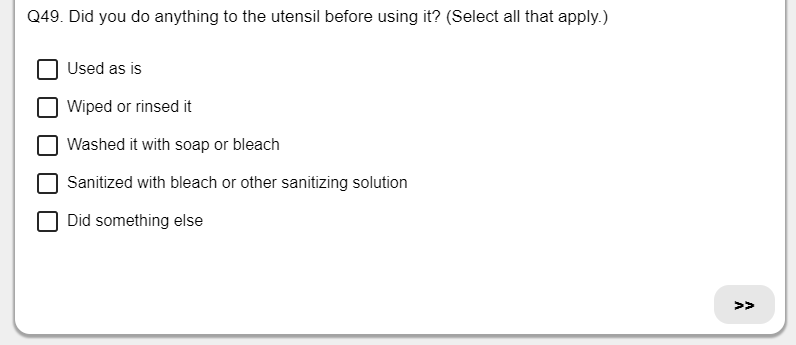 Q49. Did you do anything to the utensil before using it? (Select all that apply.)
Used as is
Wiped or rinsed it
Washed it with soap or bleach
Sanitized with bleach or other sanitizing solution
Did something else
>>